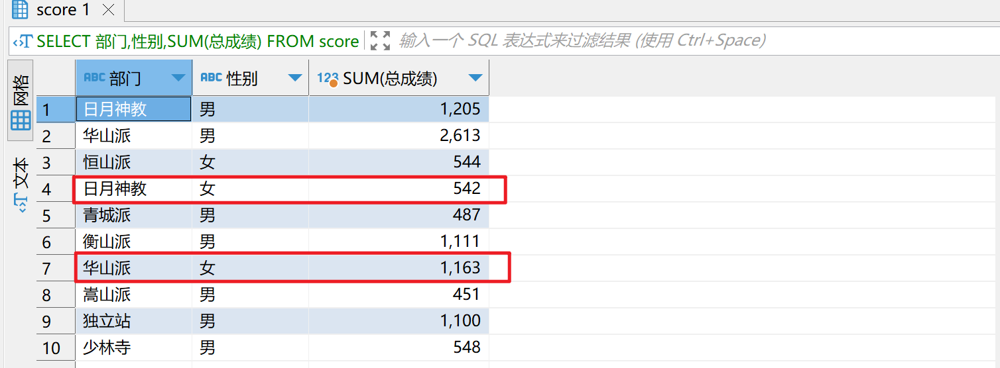 score 1
SELECT 部门,性别,SUM(总成绩) FROM score 输入一个 SQL 表达式来过滤结果 (使用 Ctrl+Space)
网格
文本
ABC 部门 ABC 性别 123 SUM(总成绩)
1 日月神教 男 1,205
2 华山派 男 2,613
3 恒山派 女 544
4 日月神教 女 542
5 青城派 男 487
6 衡山派 男 1,111
7 华山派 女 1,163
8 嵩山派 男 451
9 独立站 男 1,100
10 少林寺 男 548